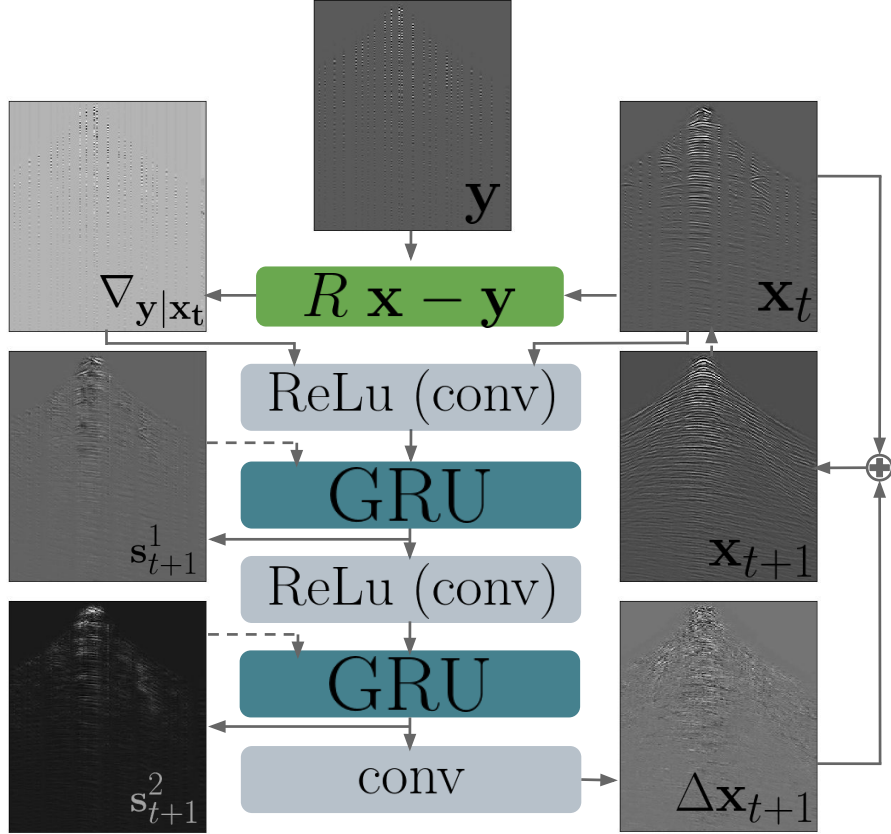 y
∇y|xt
R x − y
xt
ReLu (conv)
GRU
s¹t+1
xt+1
ReLu (conv)
GRU
s²t+1
conv
Δxt+1